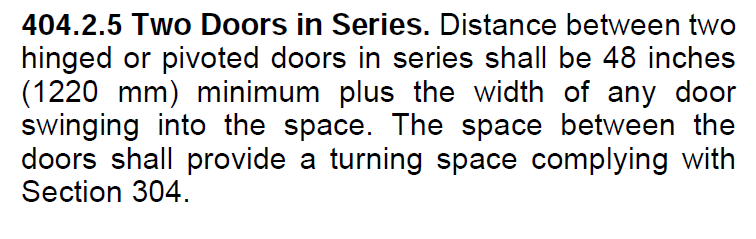 404.2.5 Two Doors in Series. Distance between two
hinged or pivoted doors in series shall be 48 inches
(1220 mm) minimum plus the width of any door
swinging into the space. The space between the
doors shall provide a turning space complying with
Section 304.